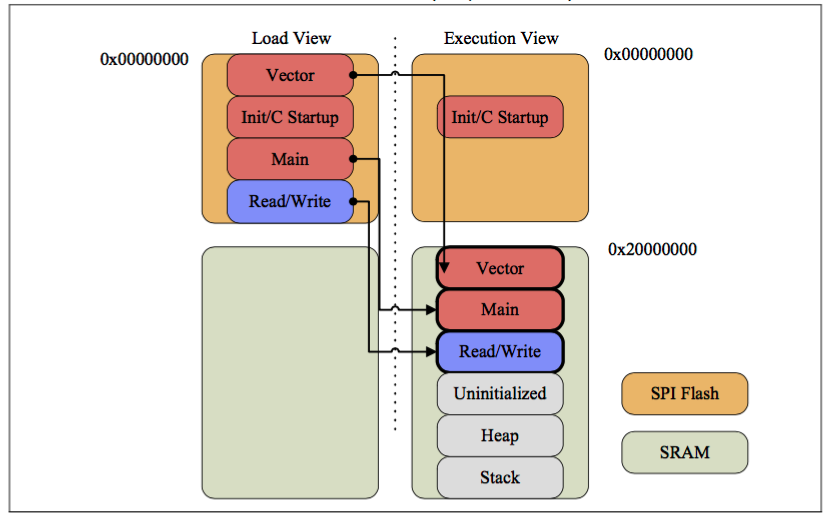 Load View
Execution View
0x00000000
0x00000000
Vector
Init/C Startup
Init/C Startup
Main
Read/Write
0x20000000
Vector
Main
Read/Write
Uninitialized
SPI Flash
Heap
SRAM
Stack